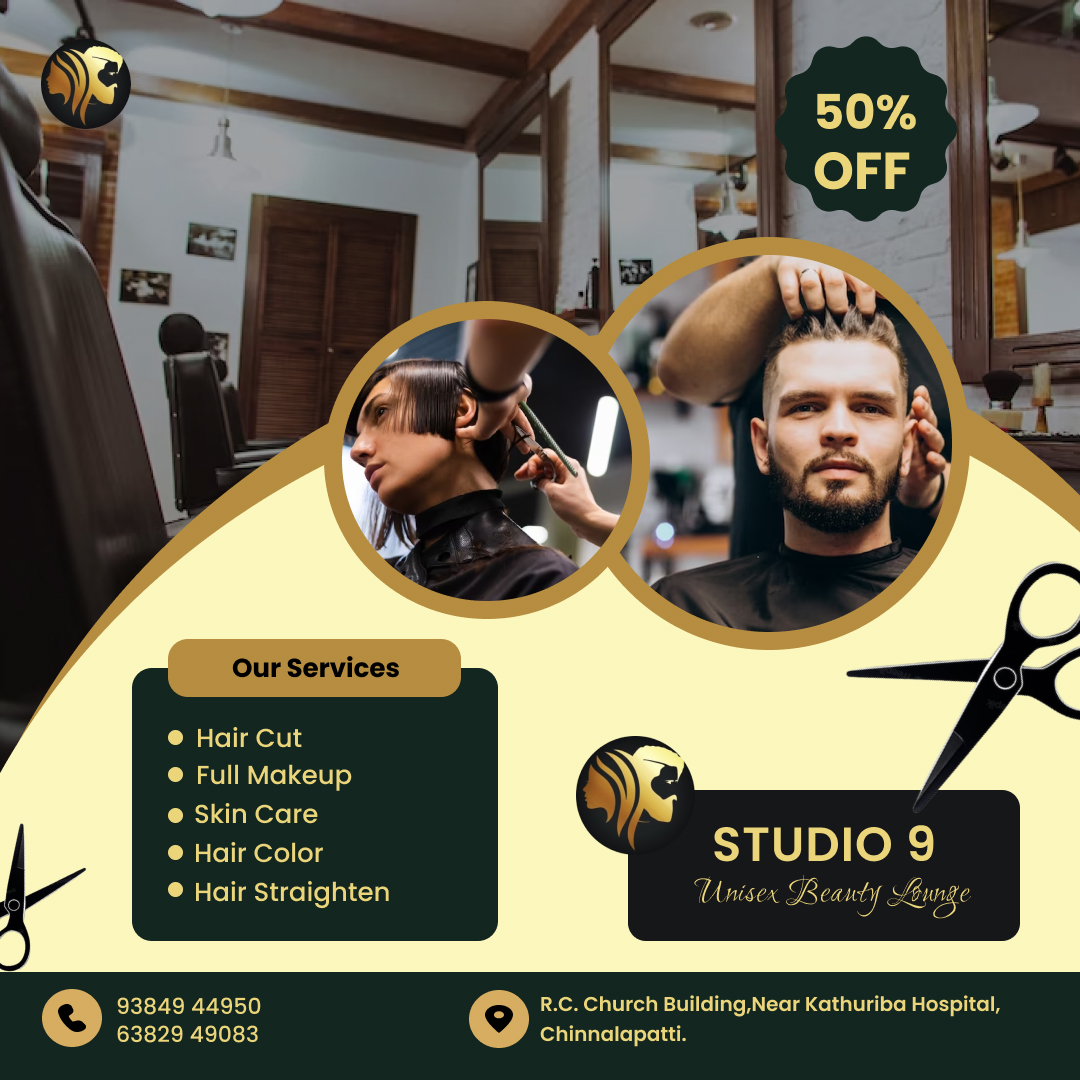 50%
OFF
Our Services
Hair Cut
Full Makeup
Skin Care
Hair Color
Hair Straighten
STUDIO 9
Unisex Beauty Lounge
93849 44950
63829 49083
R.C. Church Building,Near Kathuriba Hospital,
Chinnalapatti.